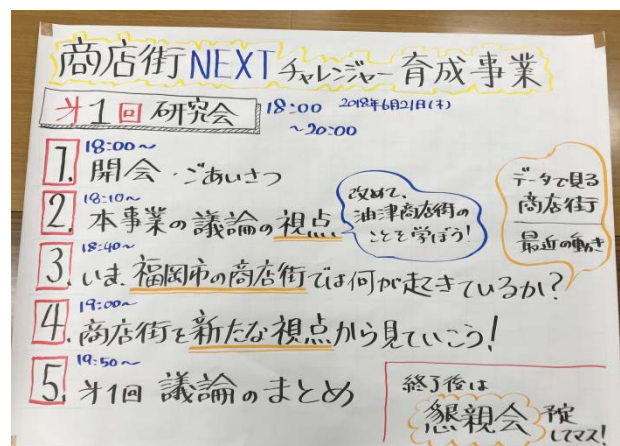 商店街NEXTチャレンジャー育成事業
才1回 研究会 18:00 2018年6月21日(木)
~20:00
18:00~
1. 開会・ごあいさつ
18:10~
2. 本事業の議論の視点
改めて、
油津商店街の
ことを学ぼう!
データで見る
商店街
最近の動き
18:40~
3. いま、福岡市の商店街では何が起きているか?
19:00~
4. 商店街を新たな視点から見ていこう!
19:50~
5. 才1回 議論のまとめ
終了後は
懇親会 予定
してマス!